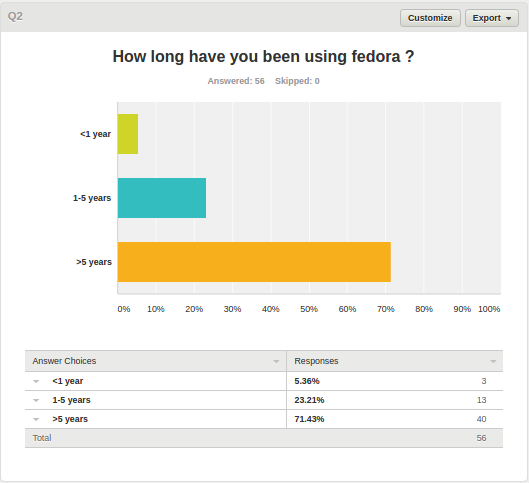 Q2
Customize
Export
How long have you been using fedora ?
Answered: 56 Skipped: 0
<1 year
1-5 years
>5 years
0% 10% 20% 30% 40% 50% 60% 70% 80% 90% 100%
Answer Choices Responses
<1 year 5.36% 3
1-5 years 23.21% 13
>5 years 71.43% 40
Total 56